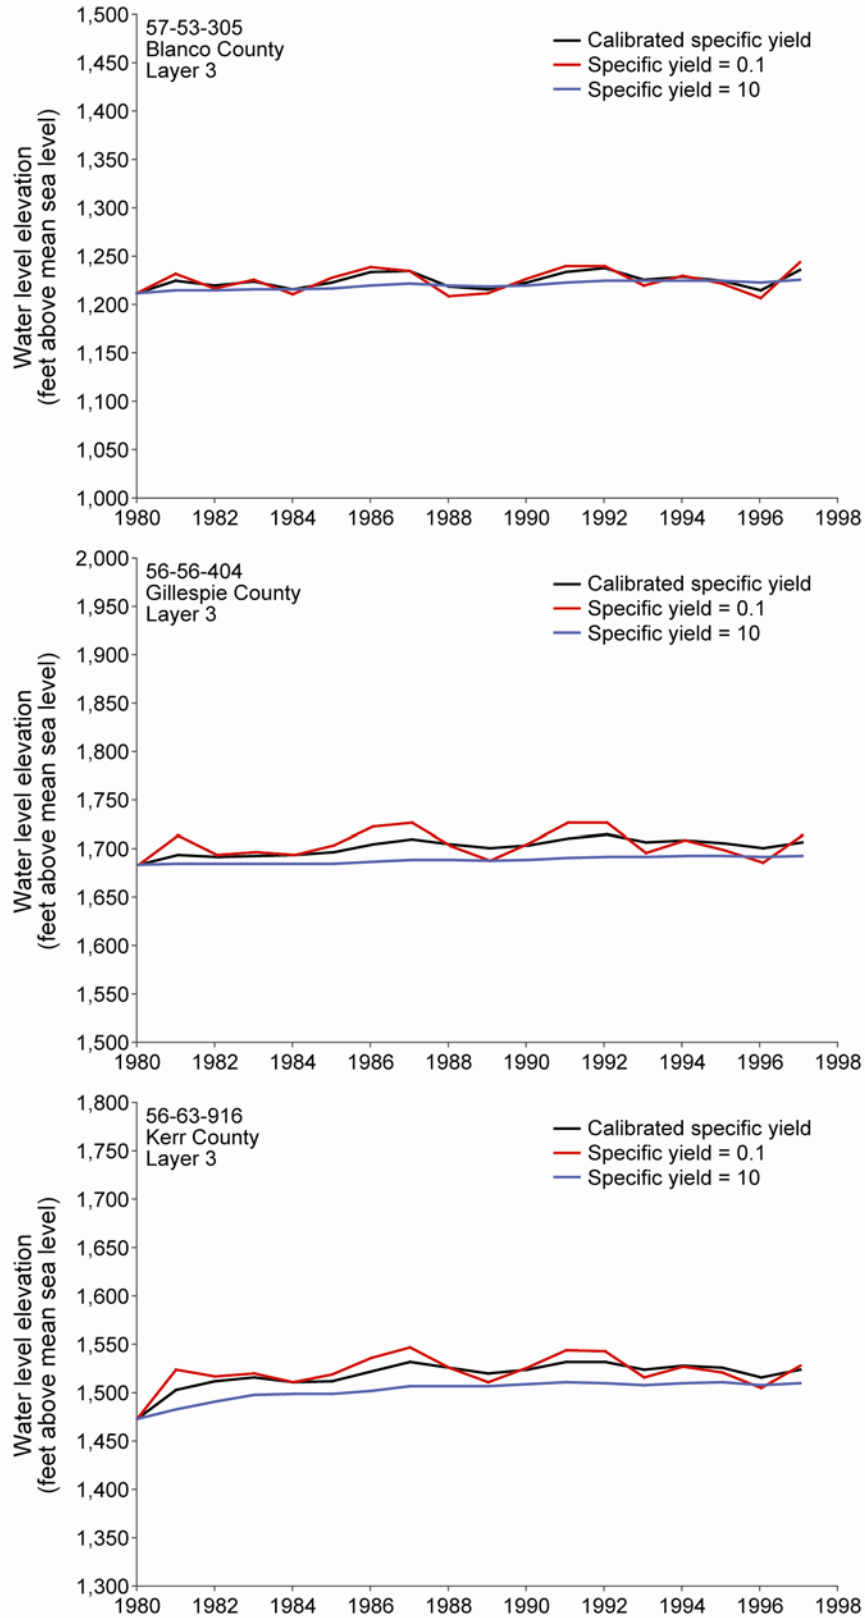 1,500
57-53-305
Blanco County
Layer 3
Calibrated specific yield
Specific yield = 0.1
Specific yield = 10
1,450
1,400
1,350
1,300
1,250
1,200
1,150
1,100
1,050
1,000
Water level elevation
(feet above mean sea level)
1980 1982 1984 1986 1988 1990 1992 1994 1996 1998
2,000
56-56-404
Gillespie County
Layer 3
Calibrated specific yield
Specific yield = 0.1
Specific yield = 10
1,950
1,900
1,850
1,800
1,750
1,700
1,650
1,600
1,550
1,500
Water level elevation
(feet above mean sea level)
1980 1982 1984 1986 1988 1990 1992 1994 1996 1998
1,800
56-63-916
Kerr County
Layer 3
Calibrated specific yield
Specific yield = 0.1
Specific yield = 10
1,750
1,700
1,650
1,600
1,550
1,500
1,450
1,400
1,350
1,300
Water level elevation
(feet above mean sea level)
1980 1982 1984 1986 1988 1990 1992 1994 1996 1998